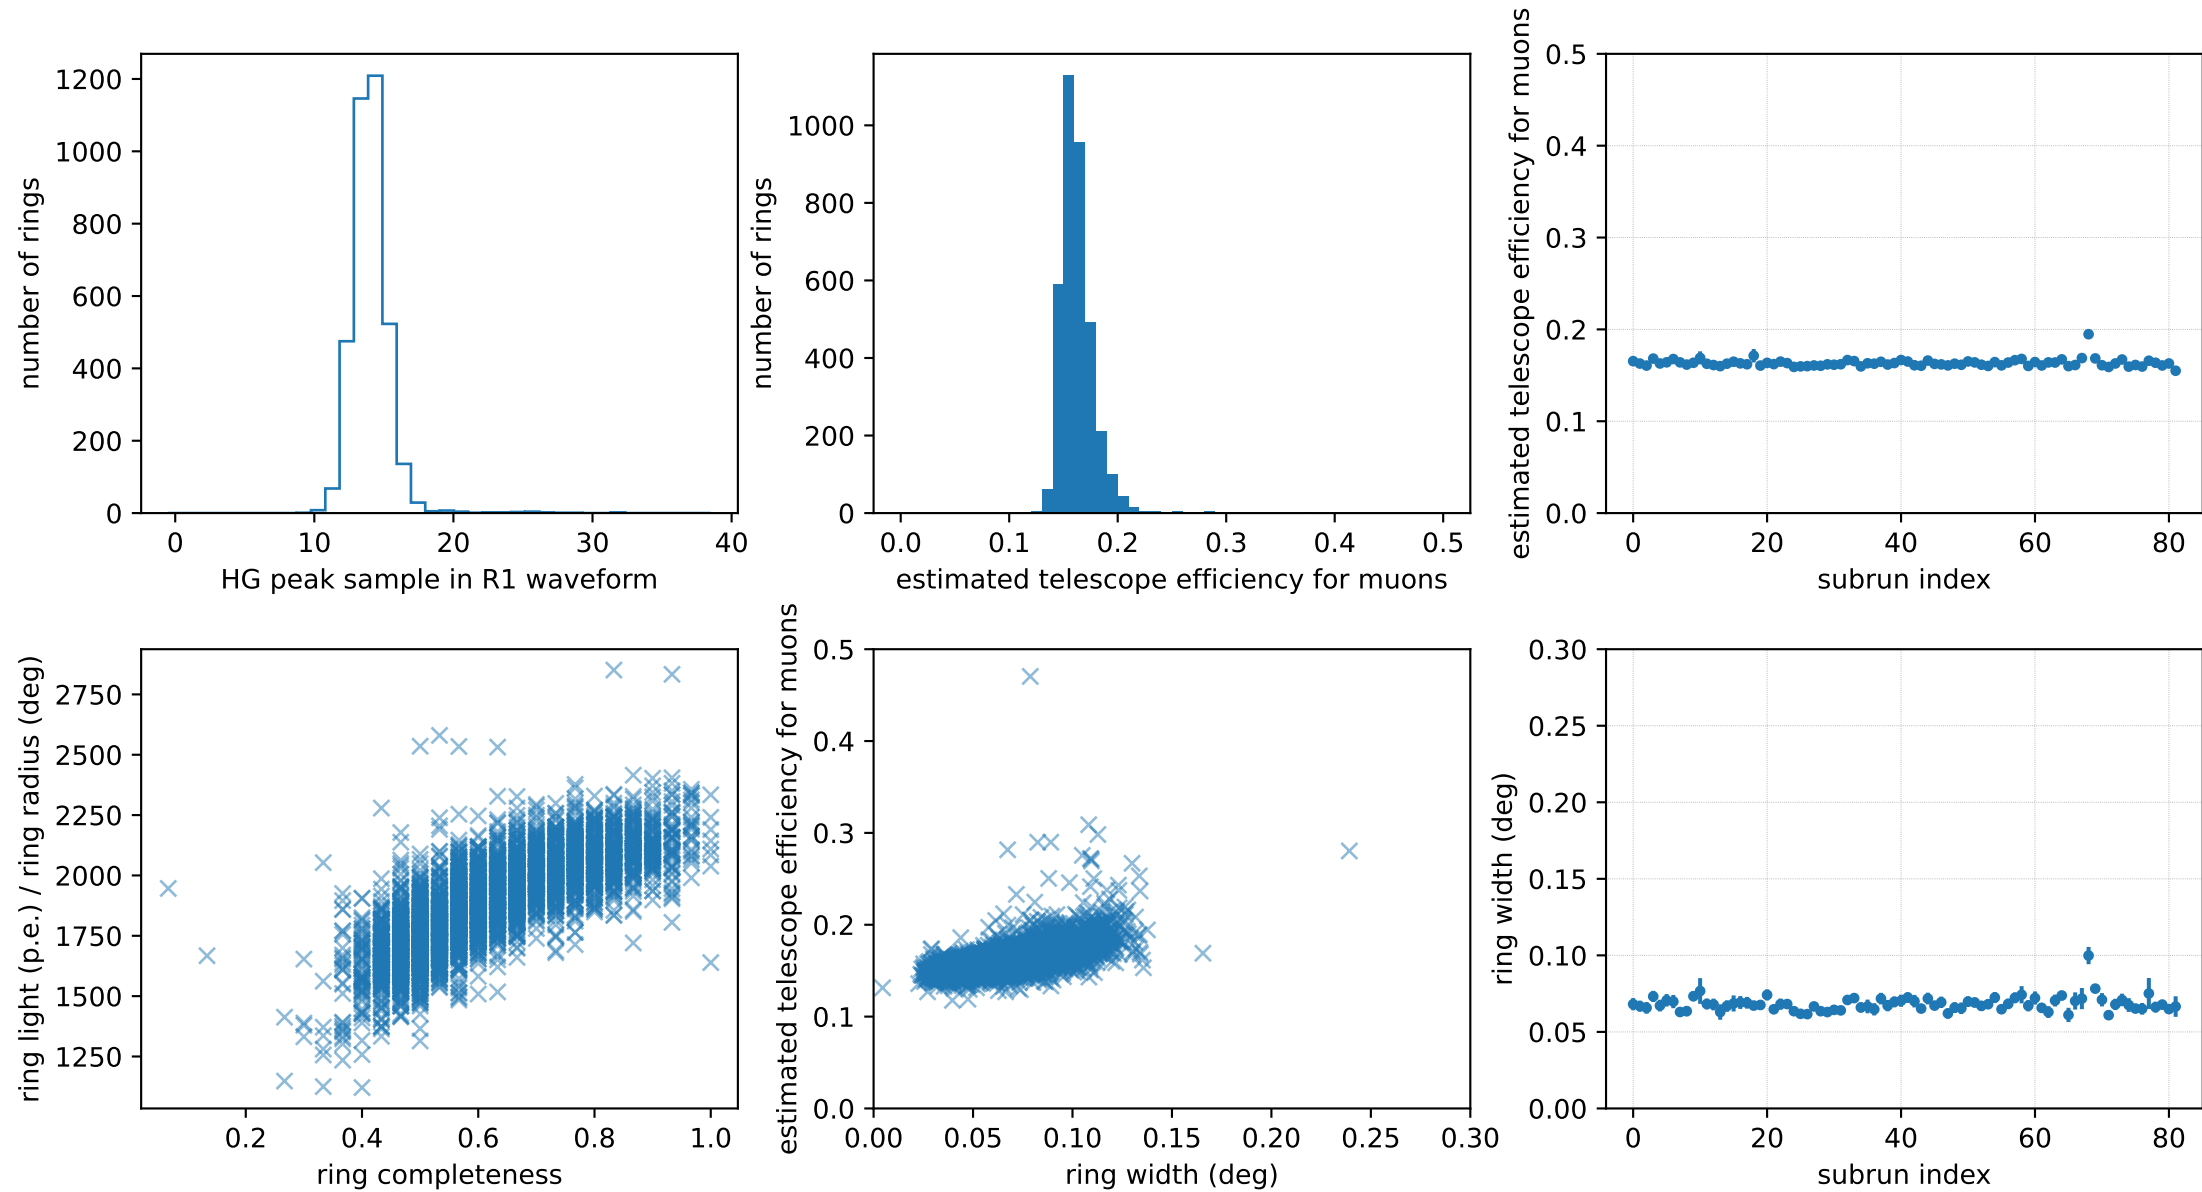 number of rings
1200
1000
800
600
400
200
0
0 10 20 30 40
HG peak sample in R1 waveform
number of rings
1000
800
600
400
200
0
0.0 0.1 0.2 0.3 0.4 0.5
estimated telescope efficiency for muons
estimated telescope efficiency for muons
0.5
0.4
0.3
0.2
0.1
0.0
0 20 40 60 80
subrun index
ring light (p.e.) / ring radius (deg)
2750
2500
2250
2000
1750
1500
1250
0.2 0.4 0.6 0.8 1.0
ring completeness
estimated telescope efficiency for muons
0.5
0.4
0.3
0.2
0.1
0.0
0.00 0.05 0.10 0.15 0.20 0.25 0.30
ring width (deg)
ring width (deg)
0.30
0.25
0.20
0.15
0.10
0.05
0.00
0 20 40 60 80
subrun index